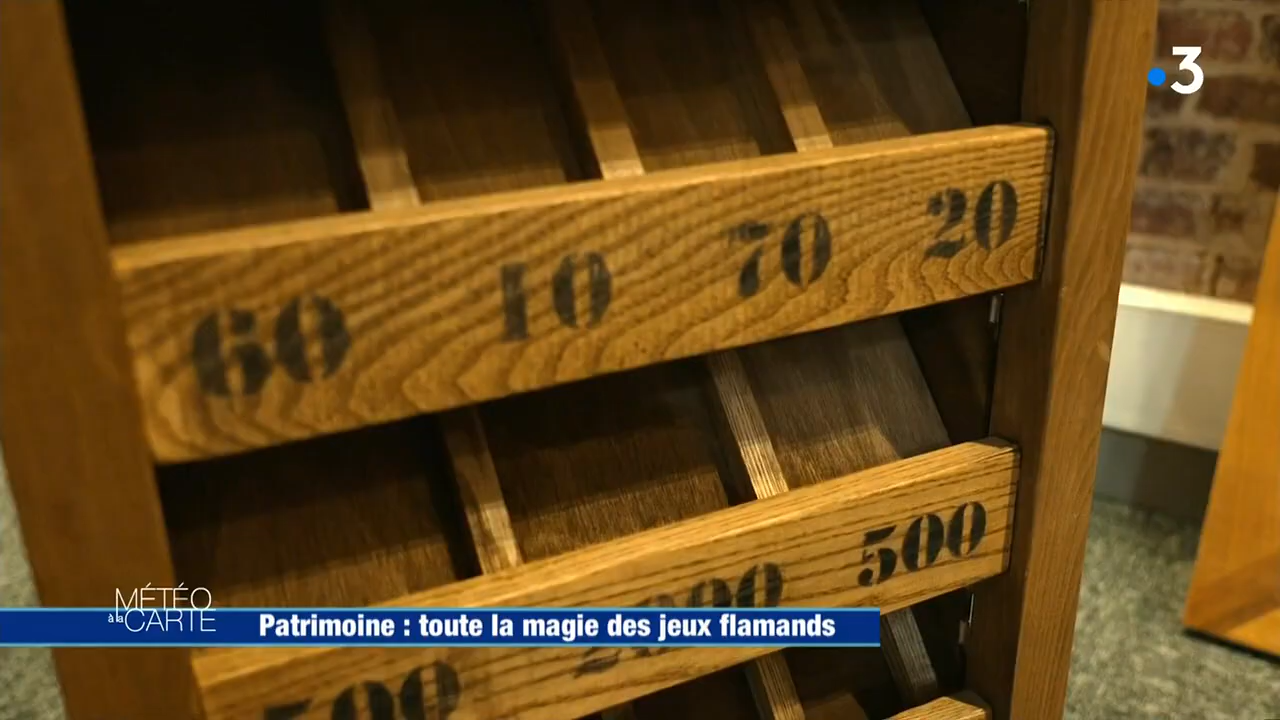 3
60 10 70 20
500
MÉTÉO
à la CARTE
Patrimoine : toute la magie des jeux flamands